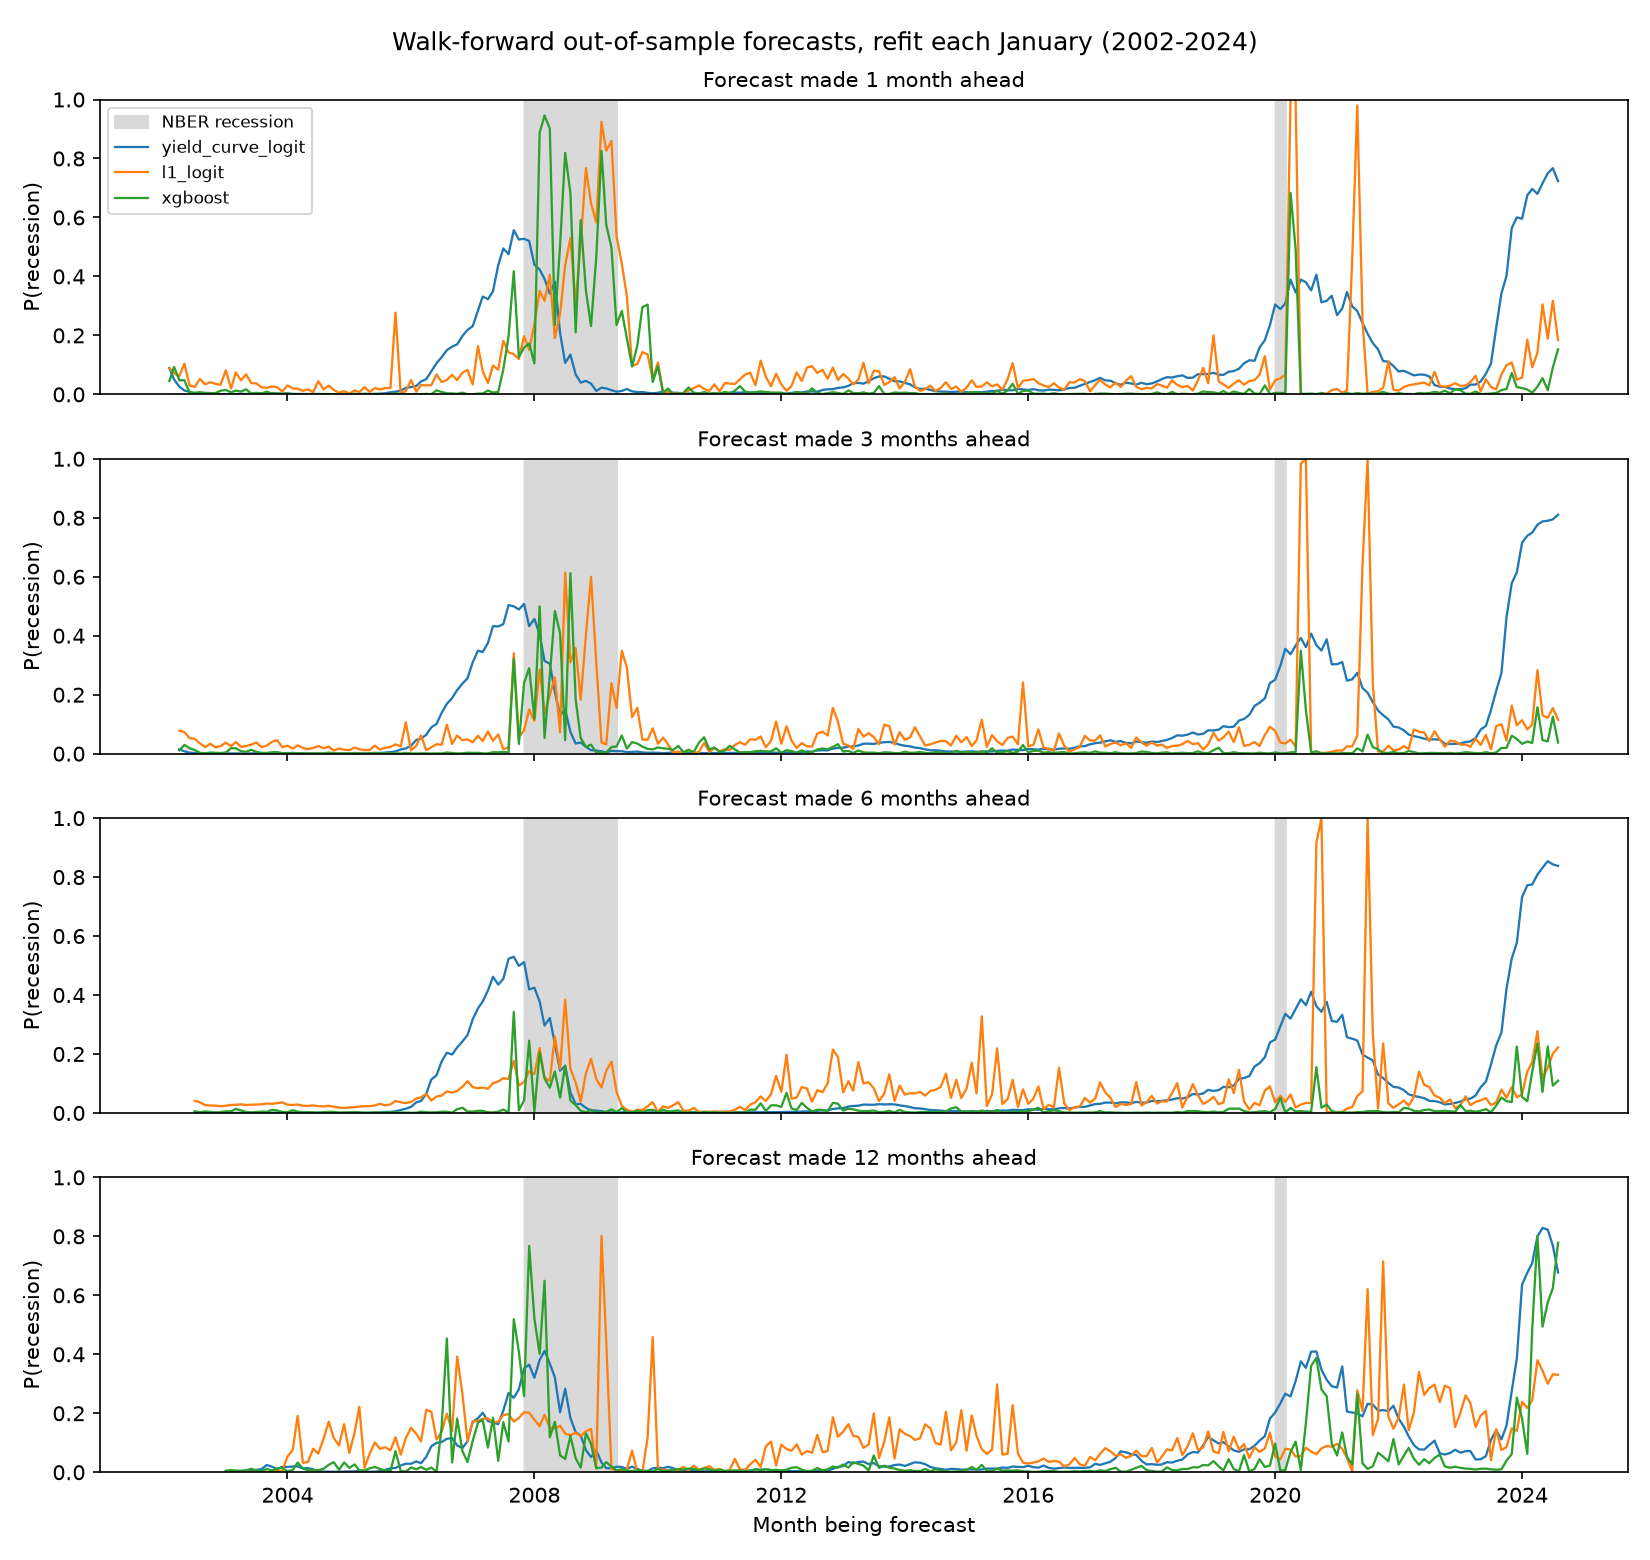 Walk-forward out-of-sample forecasts, refit each January (2002-2024)
Forecast made 1 month ahead
1.0
0.8
0.6
0.4
0.2
0.0
P(recession)
NBER recession
yield_curve_logit
l1_logit
xgboost
Forecast made 3 months ahead
1.0
0.8
0.6
0.4
0.2
0.0
P(recession)
Forecast made 6 months ahead
1.0
0.8
0.6
0.4
0.2
0.0
P(recession)
Forecast made 12 months ahead
1.0
0.8
0.6
0.4
0.2
0.0
P(recession)
2004 2008 2012 2016 2020 2024
Month being forecast